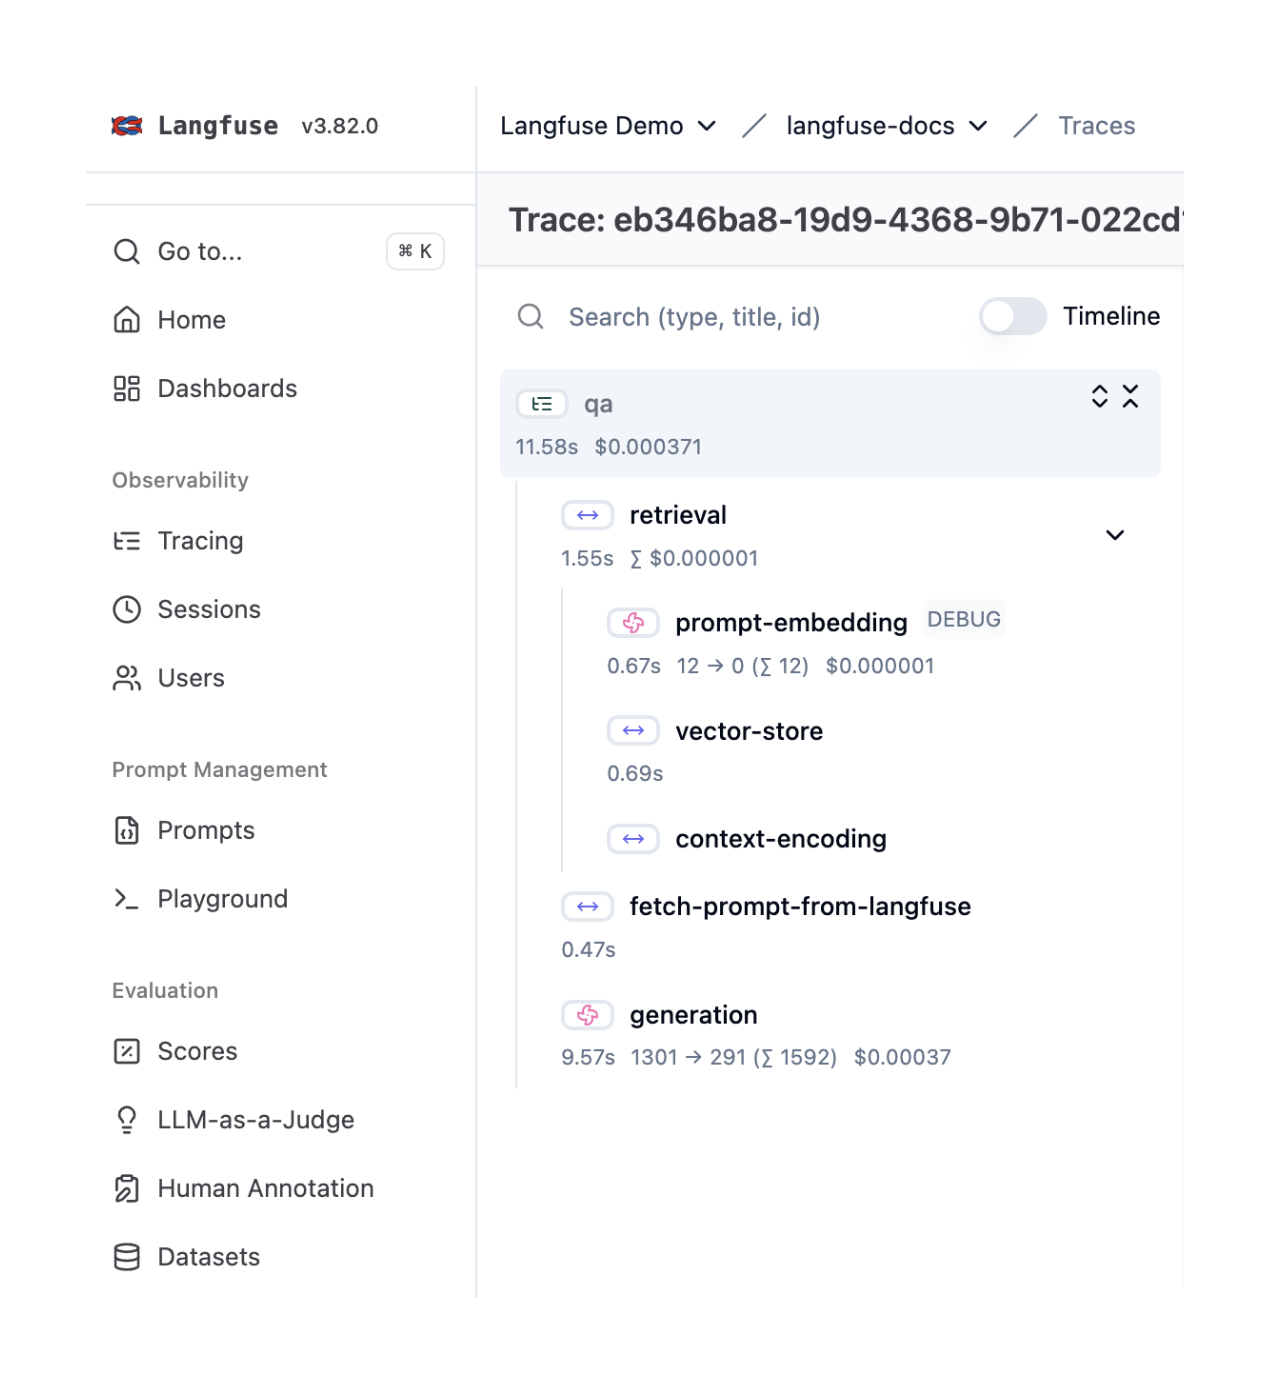 Langfuse v3.82.0
Go to... ⌘ K
Home
Dashboards
Observability
Tracing
Sessions
Users
Prompt Management
Prompts
Playground
Evaluation
Scores
LLM-as-a-Judge
Human Annotation
Datasets
Langfuse Demo / langfuse-docs / Traces
Trace: eb346ba8-19d9-4368-9b71-022cd
Search (type, title, id) Timeline
qa
11.58s $0.000371
retrieval
1.55s ∑ $0.000001
prompt-embedding DEBUG
0.67s 12 → 0 (∑ 12) $0.000001
vector-store
0.69s
context-encoding
fetch-prompt-from-langfuse
0.47s
generation
9.57s 1301 → 291 (∑ 1592) $0.00037